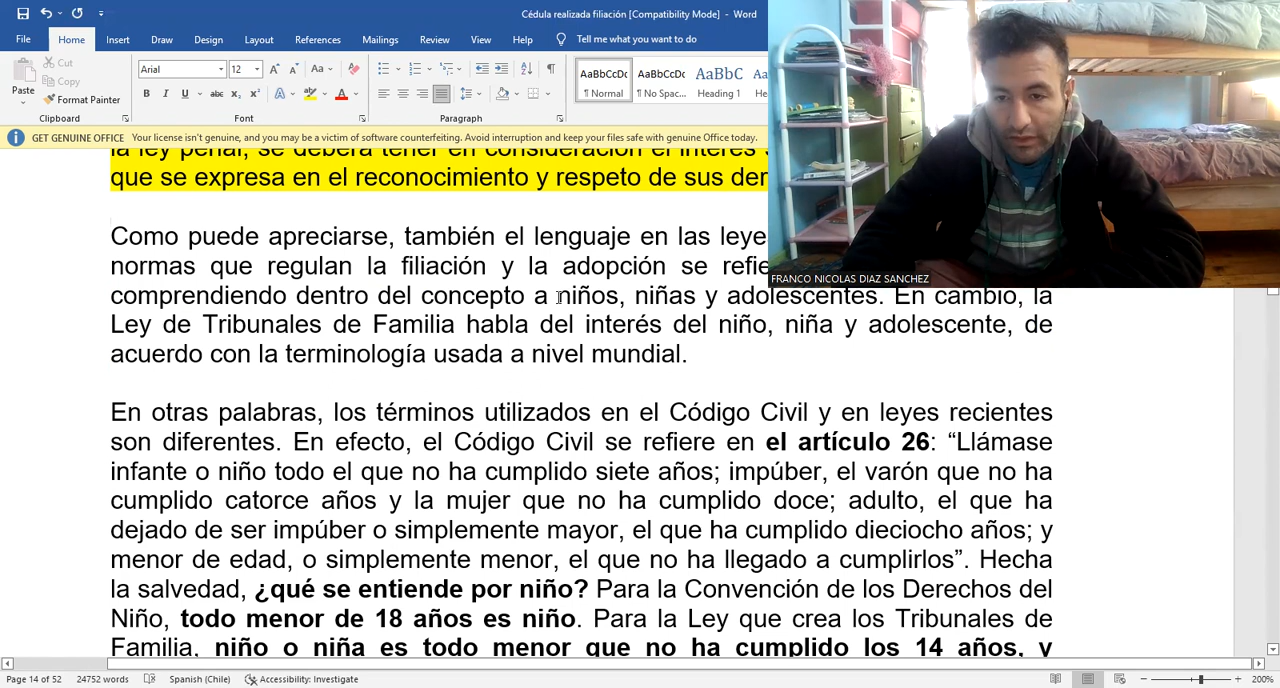 Cédula realizada filiación [Compatibility Mode] - Word
File Home Insert Draw Design Layout References Mailings Review View Help Tell me what you want to do
Paste Cut Copy Format Painter
Arial 12
AaBbCcDc AaBbCcDc AaBbC Aa
¶ Normal ¶ No Spac... Heading 1
Clipboard Font Paragraph
GET GENUINE OFFICE Your license isn't genuine, and you may be a victim of software counterfeiting. Avoid interruption and keep your files safe with genuine Office today.
la ley penal, se deberá tener en consideración el interés s
que se expresa en el reconocimiento y respeto de sus der
Como puede apreciarse, también el lenguaje en las leye
normas que regulan la filiación y la adopción se refie
FRANCO NICOLAS DIAZ SANCHEZ
comprendiendo dentro del concepto a niños, niñas y adolescentes. En cambio, la
Ley de Tribunales de Familia habla del interés del niño, niña y adolescente, de
acuerdo con la terminología usada a nivel mundial.
En otras palabras, los términos utilizados en el Código Civil y en leyes recientes
son diferentes. En efecto, el Código Civil se refiere en el artículo 26: “Llámase
infante o niño todo el que no ha cumplido siete años; impúber, el varón que no ha
cumplido catorce años y la mujer que no ha cumplido doce; adulto, el que ha
dejado de ser impúber o simplemente mayor, el que ha cumplido dieciocho años; y
menor de edad, o simplemente menor, el que no ha llegado a cumplirlos”. Hecha
la salvedad, ¿qué se entiende por niño? Para la Convención de los Derechos del
Niño, todo menor de 18 años es niño. Para la Ley que crea los Tribunales de
Familia, niño o niña es todo menor que no ha cumplido los 14 años, y
Page 14 of 52 24752 words Spanish (Chile) Accessibility: Investigate 200%